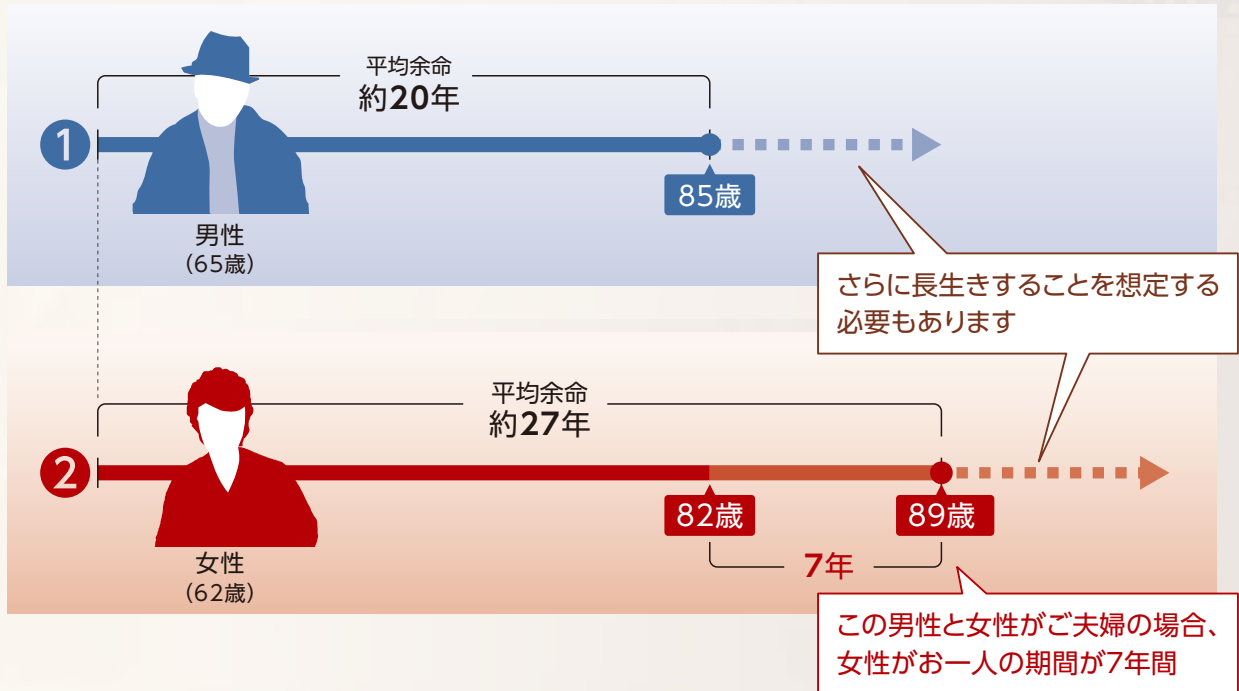 平均余命
約20年
1
85歳
男性
(65歳)
さらに長生きすることを想定する
必要もあります
平均余命
約27年
2
82歳
89歳
7年
女性
(62歳)
この男性と女性がご夫婦の場合、
女性がお一人の期間が7年間